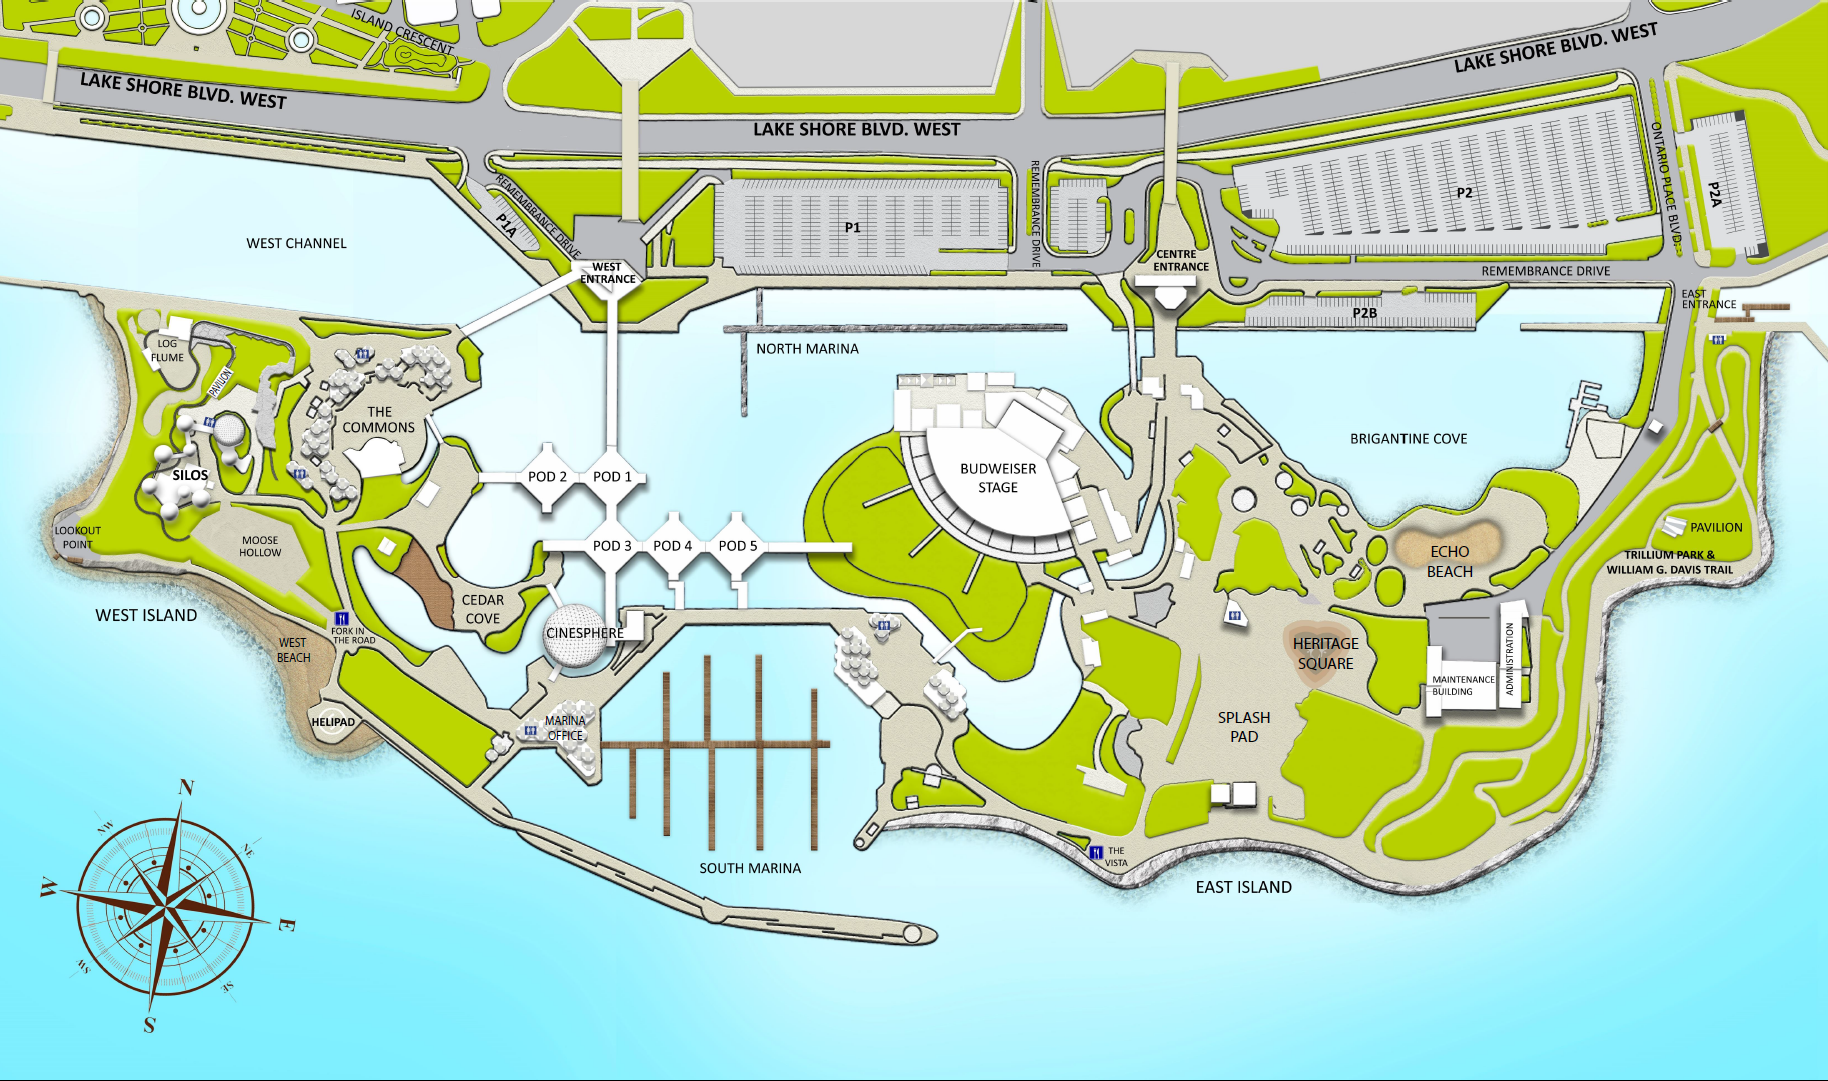 ISLAND CRESCENT
LAKE SHORE BLVD. WEST
LAKE SHORE BLVD. WEST
LAKE SHORE BLVD. WEST
ONTARIO PLACE BLVD.
P2A
P2
REMEMBRANCE DRIVE
P1A
P1
REMEMBRANCE DRIVE
WEST CHANNEL
WEST
ENTRANCE
CENTRE
ENTRANCE
REMEMBRANCE DRIVE
EAST
ENTRANCE
P2B
NORTH MARINA
LOG
FLUME
PAVILION
THE
COMMONS
BRIGANTINE COVE
SILOS
POD 2
POD 1
BUDWEISER
STAGE
LOOKOUT
POINT
MOOSE
HOLLOW
POD 3
POD 4
POD 5
PAVILION
ECHO
BEACH
TRILLIUM PARK &
WILLIAM G. DAVIS TRAIL
WEST ISLAND
CEDAR
COVE
FORK IN
THE ROAD
CINESPHERE
WEST
BEACH
HERITAGE
SQUARE
MAINTENANCE
BUILDING
ADMINISTRATION
HELIPAD
MARINA
OFFICE
SPLASH
PAD
SOUTH MARINA
THE
VISTA
EAST ISLAND
N
NW
NE
W
E
SW
SE
S